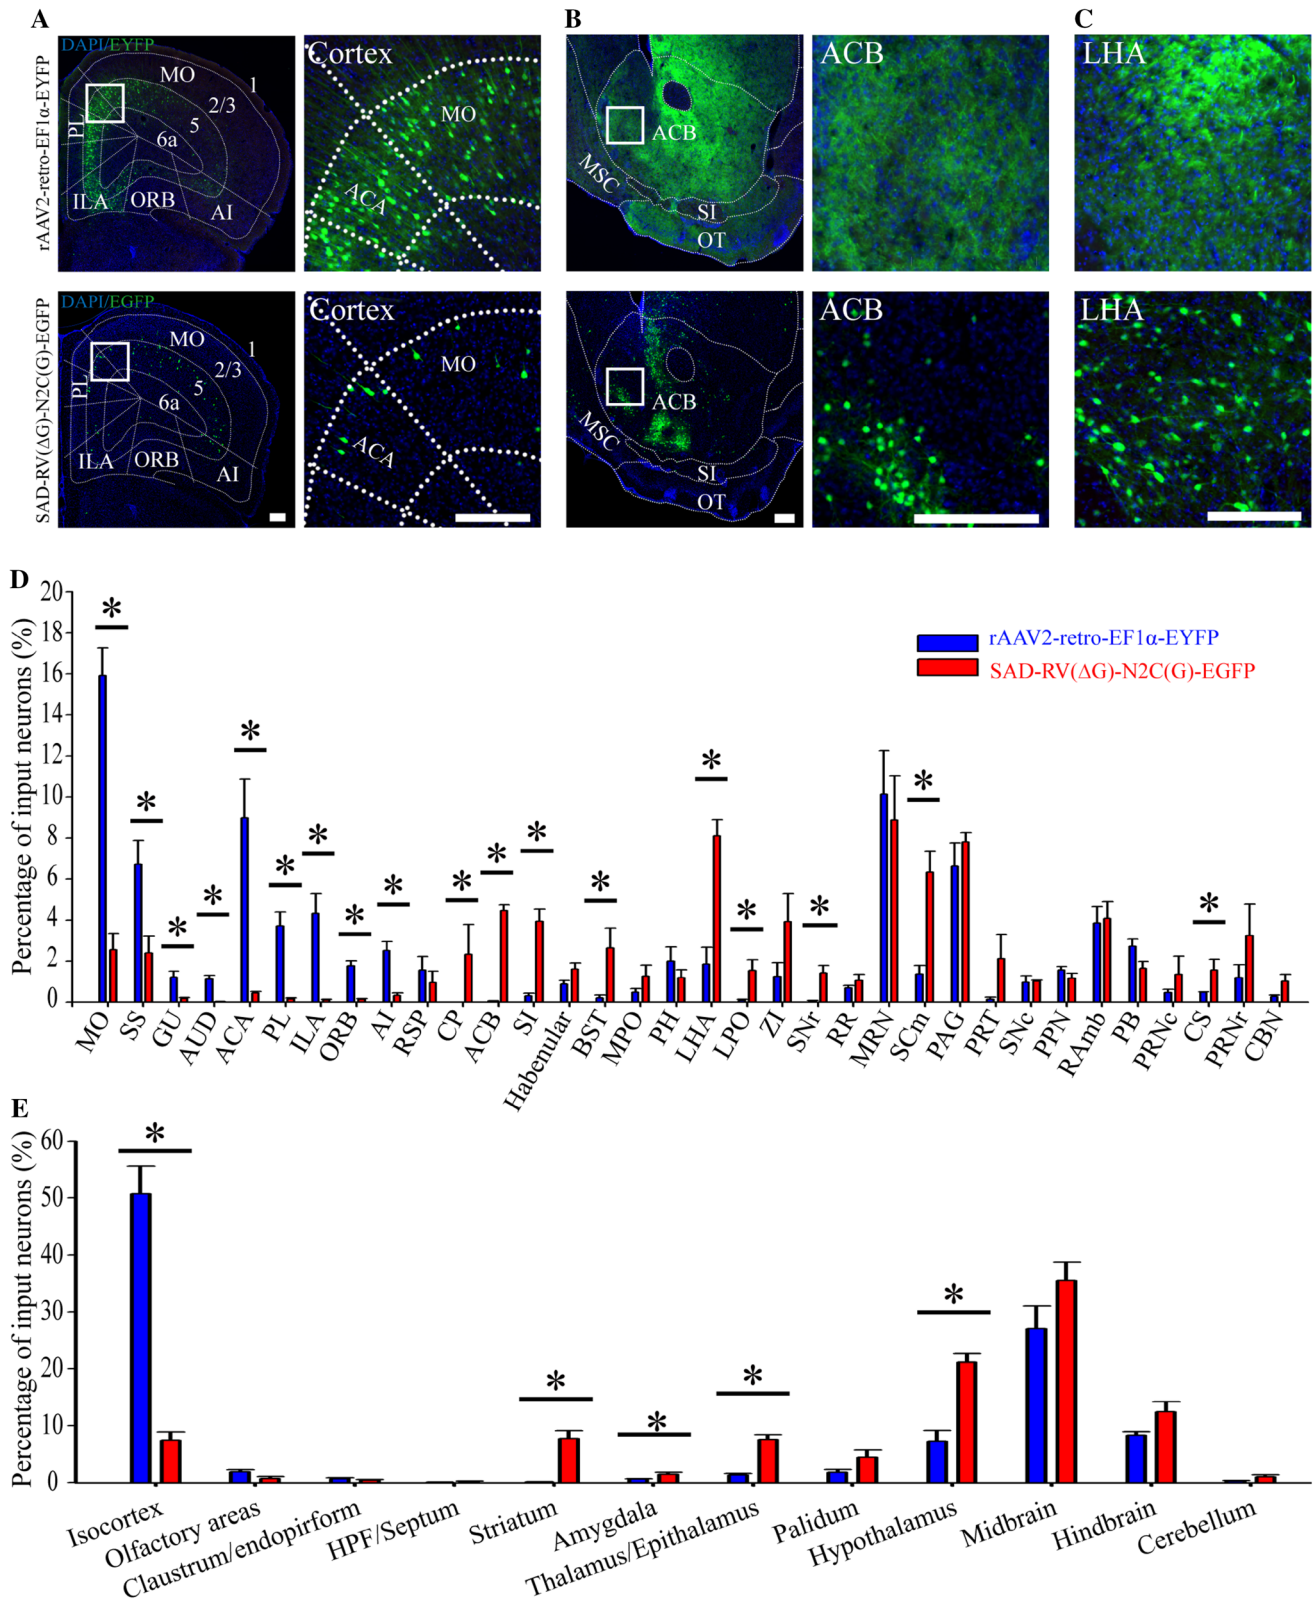 A
B
C
rAAV2-retro-EF1α-EYFP
DAPI/EYFP
MO
1
2/3
5
6a
PL
ILA
ORB
AI
Cortex
MO
ACA
ACB
MSC
SI
OT
ACB
LHA
SAD-RV(ΔG)-N2C(G)-EGFP
DAPI/EGFP
MO
1
2/3
5
6a
PL
ILA
ORB
AI
Cortex
MO
ACA
ACB
MSC
SI
OT
ACB
LHA
D
Percentage of input neurons (%)
20
18
16
14
12
10
8
6
4
2
0
* * * * * * * * * * * * * * * * * *
rAAV2-retro-EF1α-EYFP
SAD-RV(ΔG)-N2C(G)-EGFP
MO SS GU AUD ACA PL ILA ORB AI RSP CP ACB SI Habenular BST MPO PH LHA LPO ZI SNr RR MRN SCm PAG PRT SNc PPN RAmb PB PRNc CS PRNr CBN
E
Percentage of input neurons (%)
60
50
40
30
20
10
0
* * * * *
Isocortex Olfactory areas Claustrum/endopirform HPF/Septum Striatum Amygdala Thalamus/Epithalamus Palidum Hypothalamus Midbrain Hindbrain Cerebellum